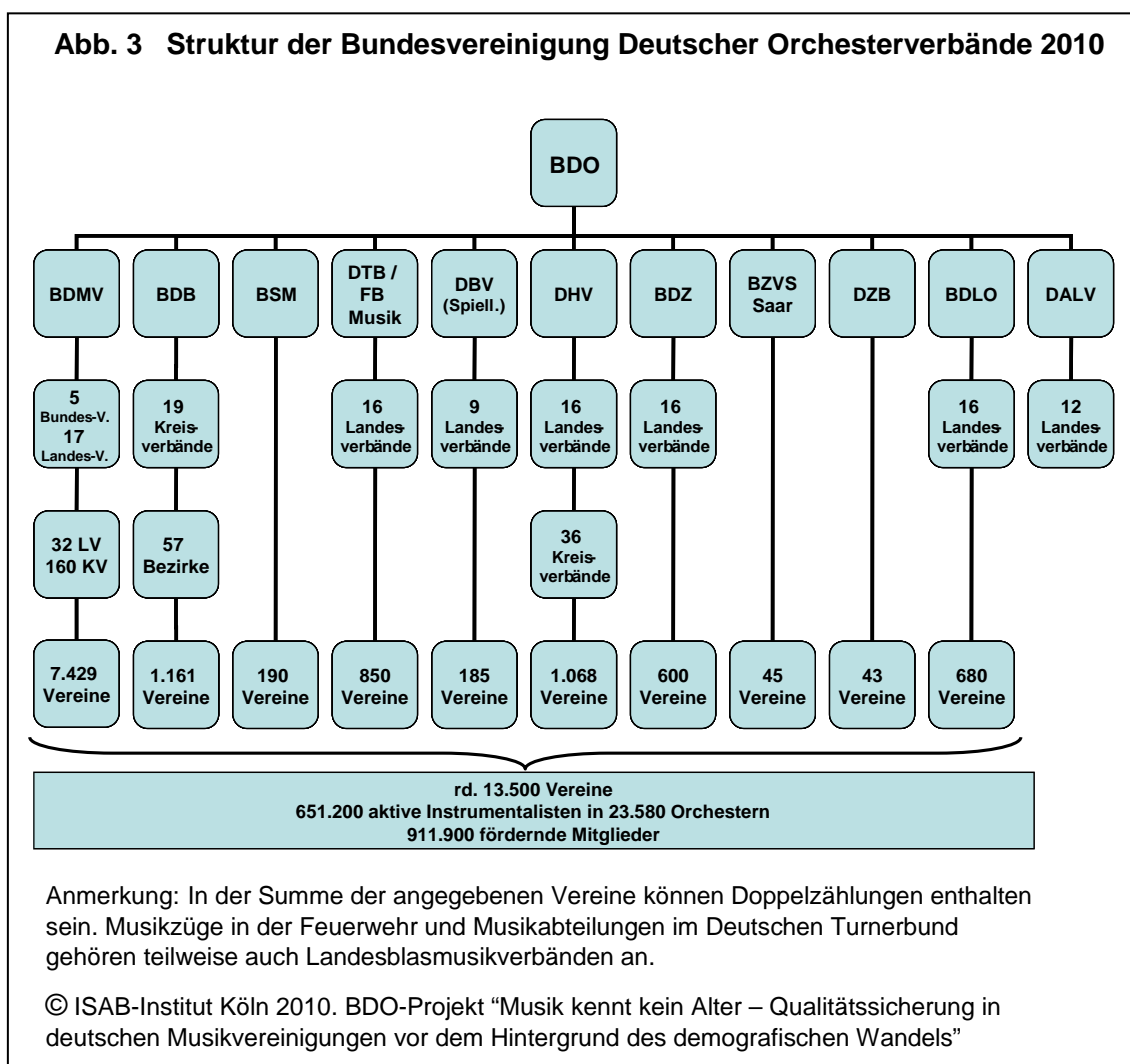 Abb. 3 Struktur der Bundesvereinigung Deutscher Orchesterverbände 2010
BDO
BDMV
BDB
BSM
DTB /
FB
Musik
DBV
(Spiell.)
DHV
BDZ
BZVS
Saar
DZB
BDLO
DALV
5
Bundes-V.
17
Landes-V.
19
Kreis-
verbände
16
Landes-
verbände
9
Landes-
verbände
16
Landes-
verbände
16
Landes-
verbände
16
Landes-
verbände
12
Landes-
verbände
32 LV
160 KV
57
Bezirke
36
Kreis-
verbände
7.429
Vereine
1.161
Vereine
190
Vereine
850
Vereine
185
Vereine
1.068
Vereine
600
Vereine
45
Vereine
43
Vereine
680
Vereine
rd. 13.500 Vereine
651.200 aktive Instrumentalisten in 23.580 Orchestern
911.900 fördernde Mitglieder
Anmerkung: In der Summe der angegebenen Vereine können Doppelzählungen enthalten
sein. Musikzüge in der Feuerwehr und Musikabteilungen im Deutschen Turnerbund
gehören teilweise auch Landesblasmusikverbänden an.
© ISAB-Institut Köln 2010. BDO-Projekt “Musik kennt kein Alter – Qualitätssicherung in
deutschen Musikvereinigungen vor dem Hintergrund des demografischen Wandels”